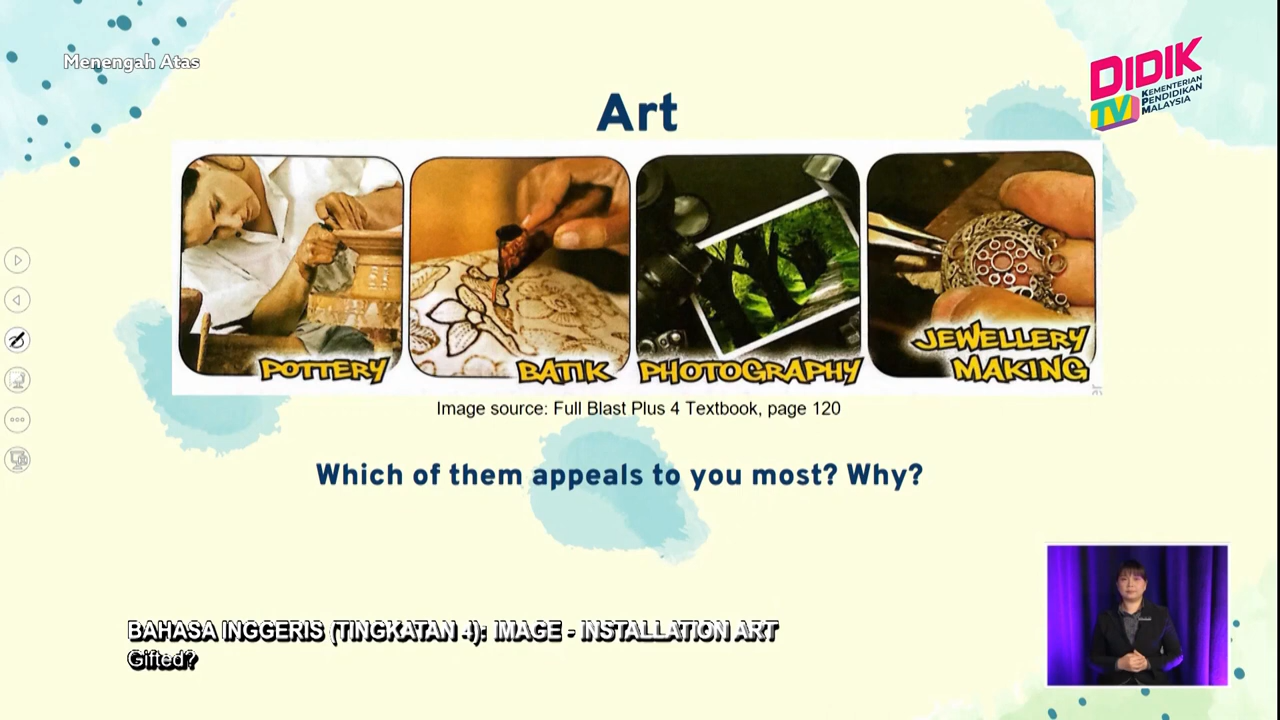 Menengah Atas
DIDIK
TV
KEMENTERIAN
PENDIDIKAN
MALAYSIA
Art
POTTERY
BATIK
PHOTOGRAPHY
JEWELLERY
MAKING
Image source: Full Blast Plus 4 Textbook, page 120
Which of them appeals to you most? Why?
BAHASA INGGERIS (TINGKATAN 4): IMAGE - INSTALLATION ART
Gifted?